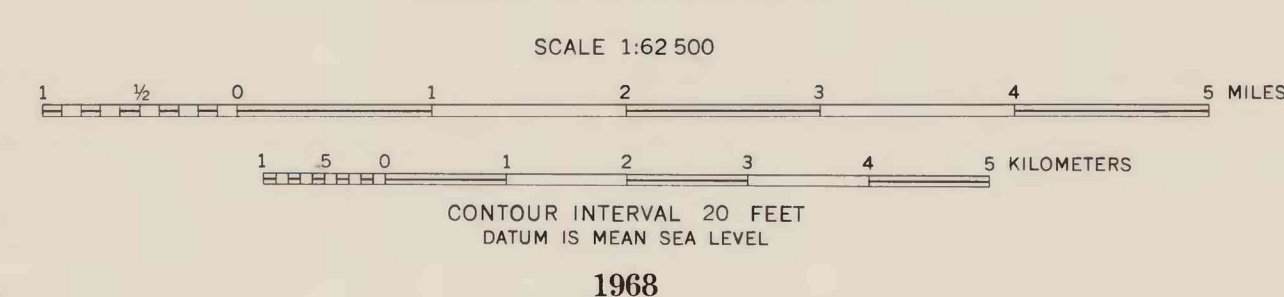 SCALE 1:62 500
1 ½ 0 1 2 3 4 5 MILES
1 .5 0 1 2 3 4 5 KILOMETERS
CONTOUR INTERVAL 20 FEET
DATUM IS MEAN SEA LEVEL
1968